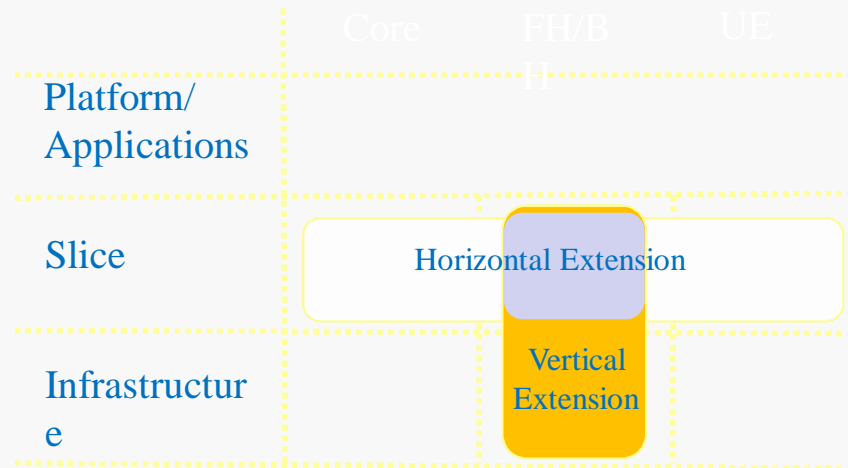 Core
FH/B
H
UE
Platform/
Applications
Slice
Horizontal Extension
Infrastructur
e
Vertical
Extension